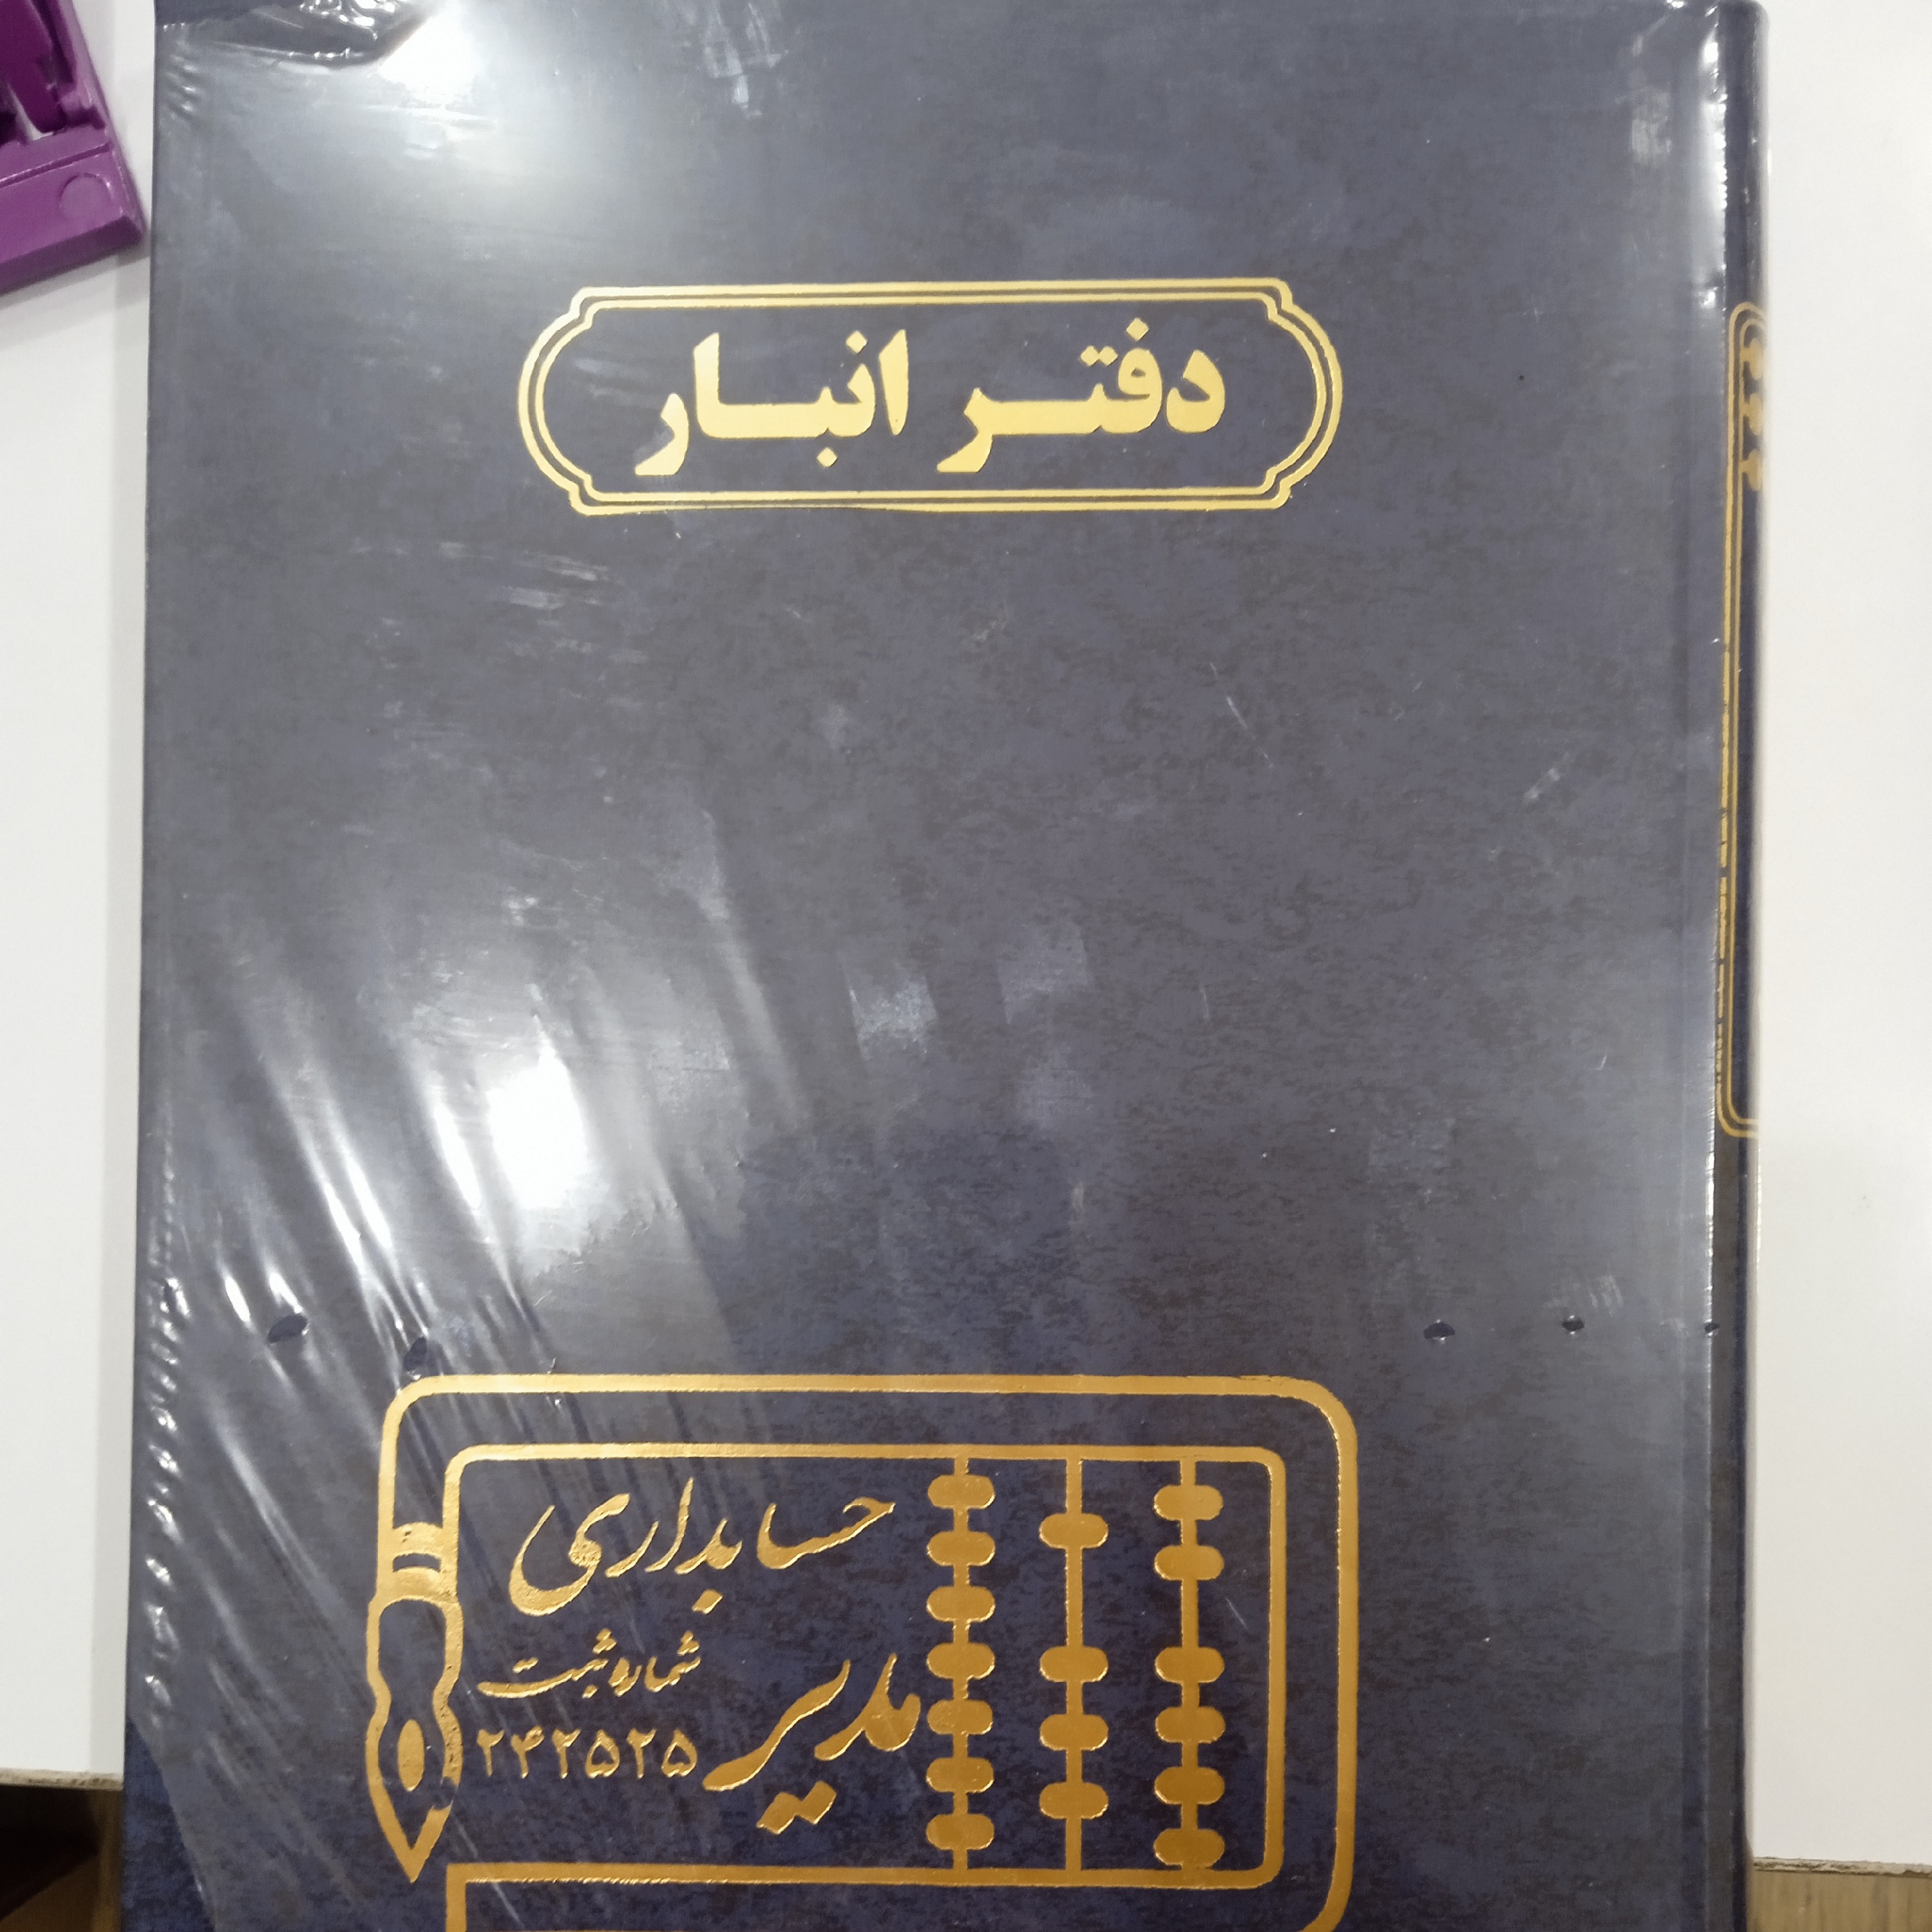 دفتر انبار
حسابداری
مدیر
شماره ثبت
۲۴۲۵۲۵